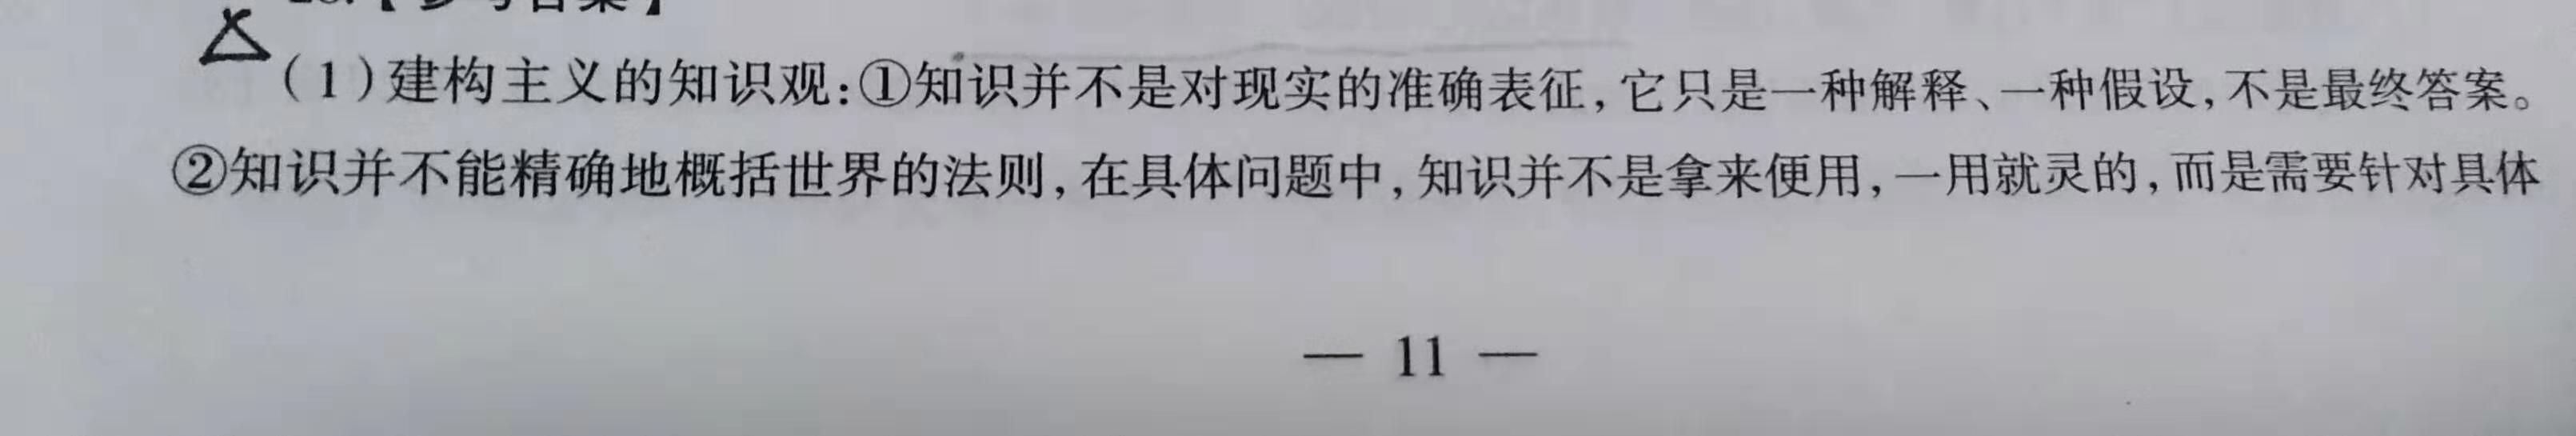 【参考答案】
(1)建构主义的知识观:①知识并不是对现实的准确表征,它只是一种解释、一种假设,不是最终答案。
②知识并不能精确地概括世界的法则,在具体问题中,知识并不是拿来便用,一用就灵的,而是需要针对具体
— 11 —